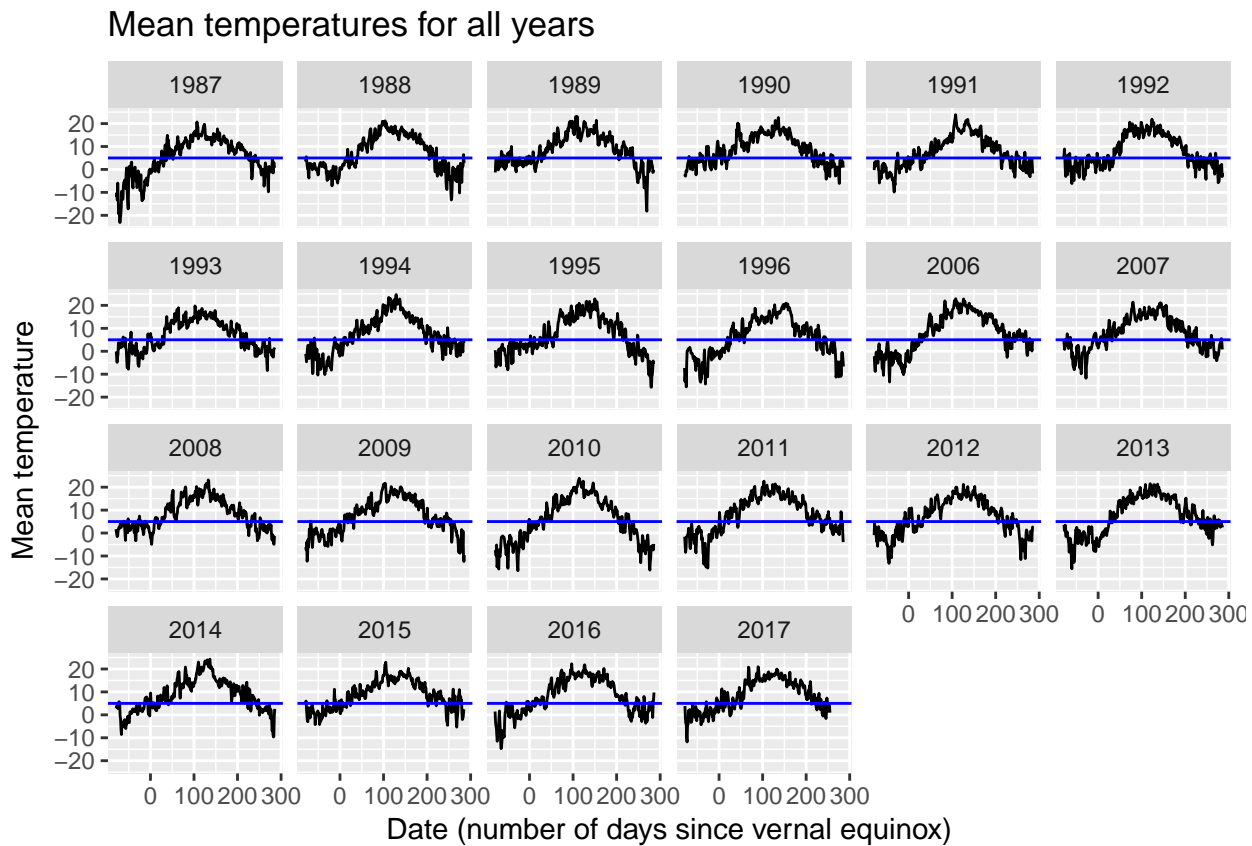 Mean temperatures for all years
1987 1988 1989 1990 1991 1992
20
10
0
−10
−20
1993 1994 1995 1996 2006 2007
20
10
0
−10
−20
2008 2009 2010 2011 2012 2013
20
10
0
−10
−20
0 100 200 300 0 100 200 300
2014 2015 2016 2017
20
10
0
−10
−20
0 100 200 300 0 100 200 300 0 100 200 300 0 100 200 300
Date (number of days since vernal equinox)
Mean temperature